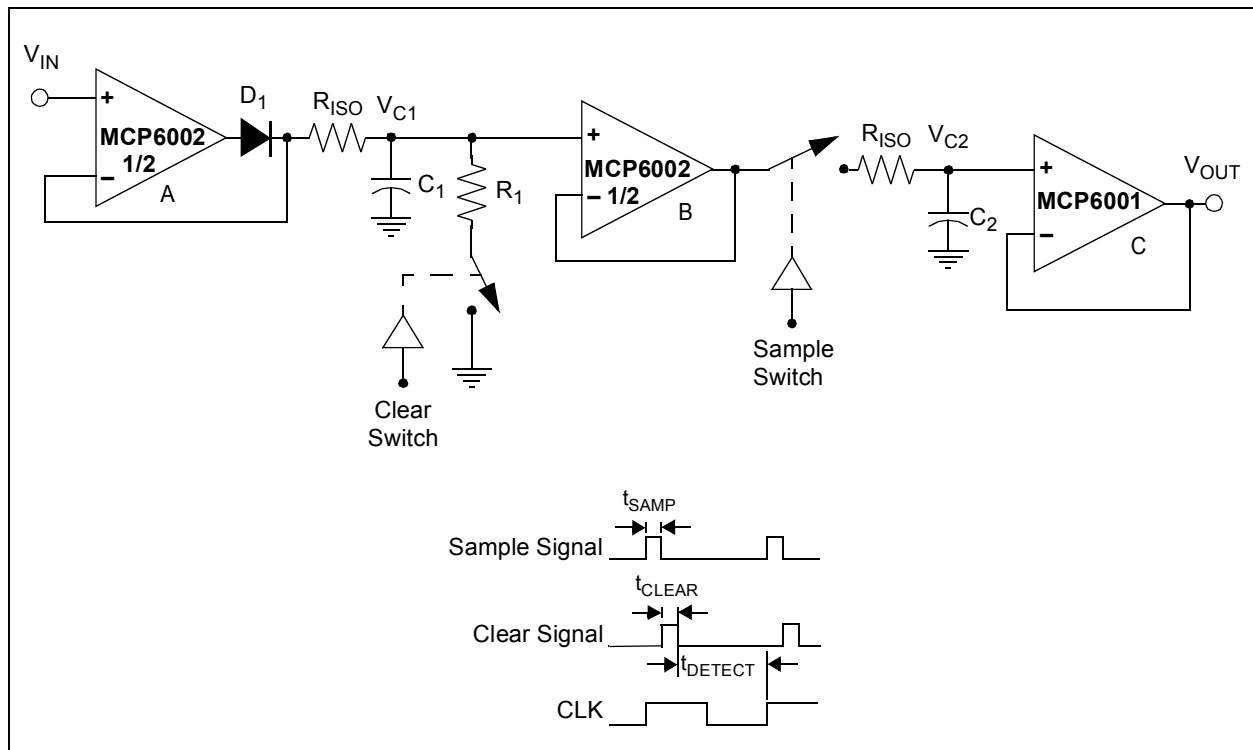 V_IN
D_1
R_ISO
V_C1
+
MCP6002
1/2
–
A
C_1
R_1
+
MCP6002
– 1/2
B
R_ISO
V_C2
C_2
+
MCP6001
–
C
V_OUT
Clear
Switch
Sample
Switch
t_SAMP
Sample Signal
t_CLEAR
Clear Signal
t_DETECT
CLK